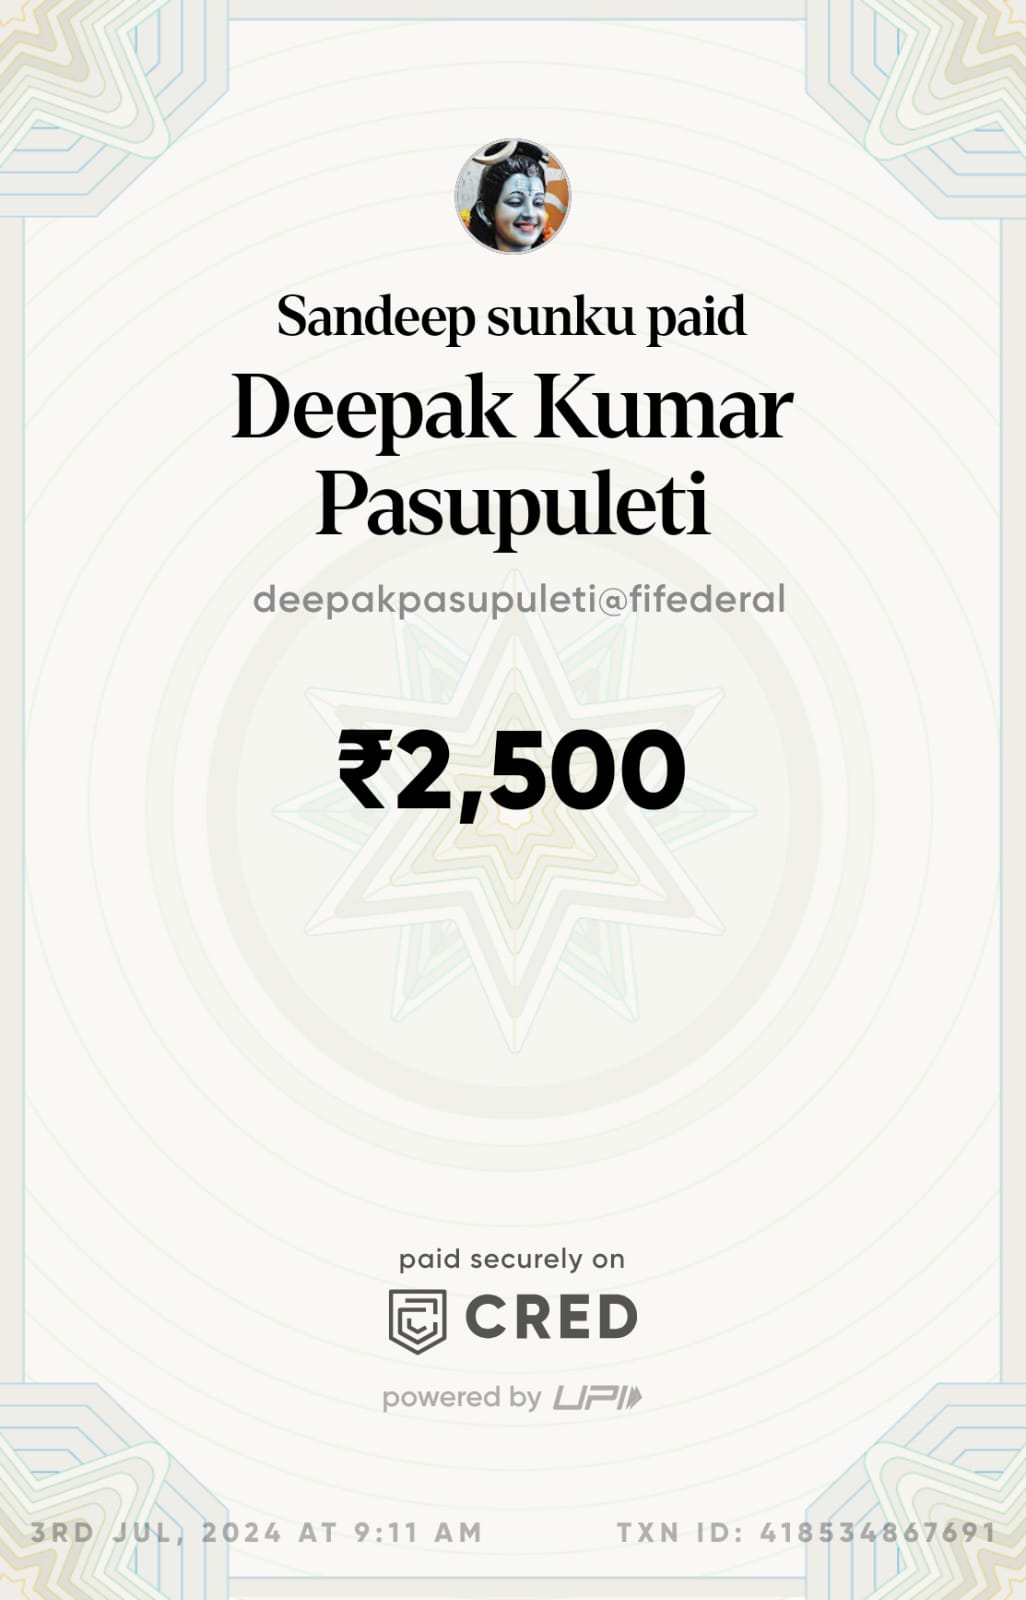 Sandeep sunku paid
Deepak Kumar
Pasupuleti
deepakpasupuleti@fifederal
₹2,500
paid securely on
CRED
powered by UPI
3RD JUL, 2024 AT 9:11 AM TXN ID: 418534867691